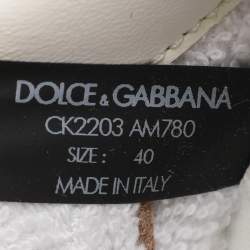 DOLCE & GABBANA
CK2203 AM780
SIZE: 40
MADE IN ITALY